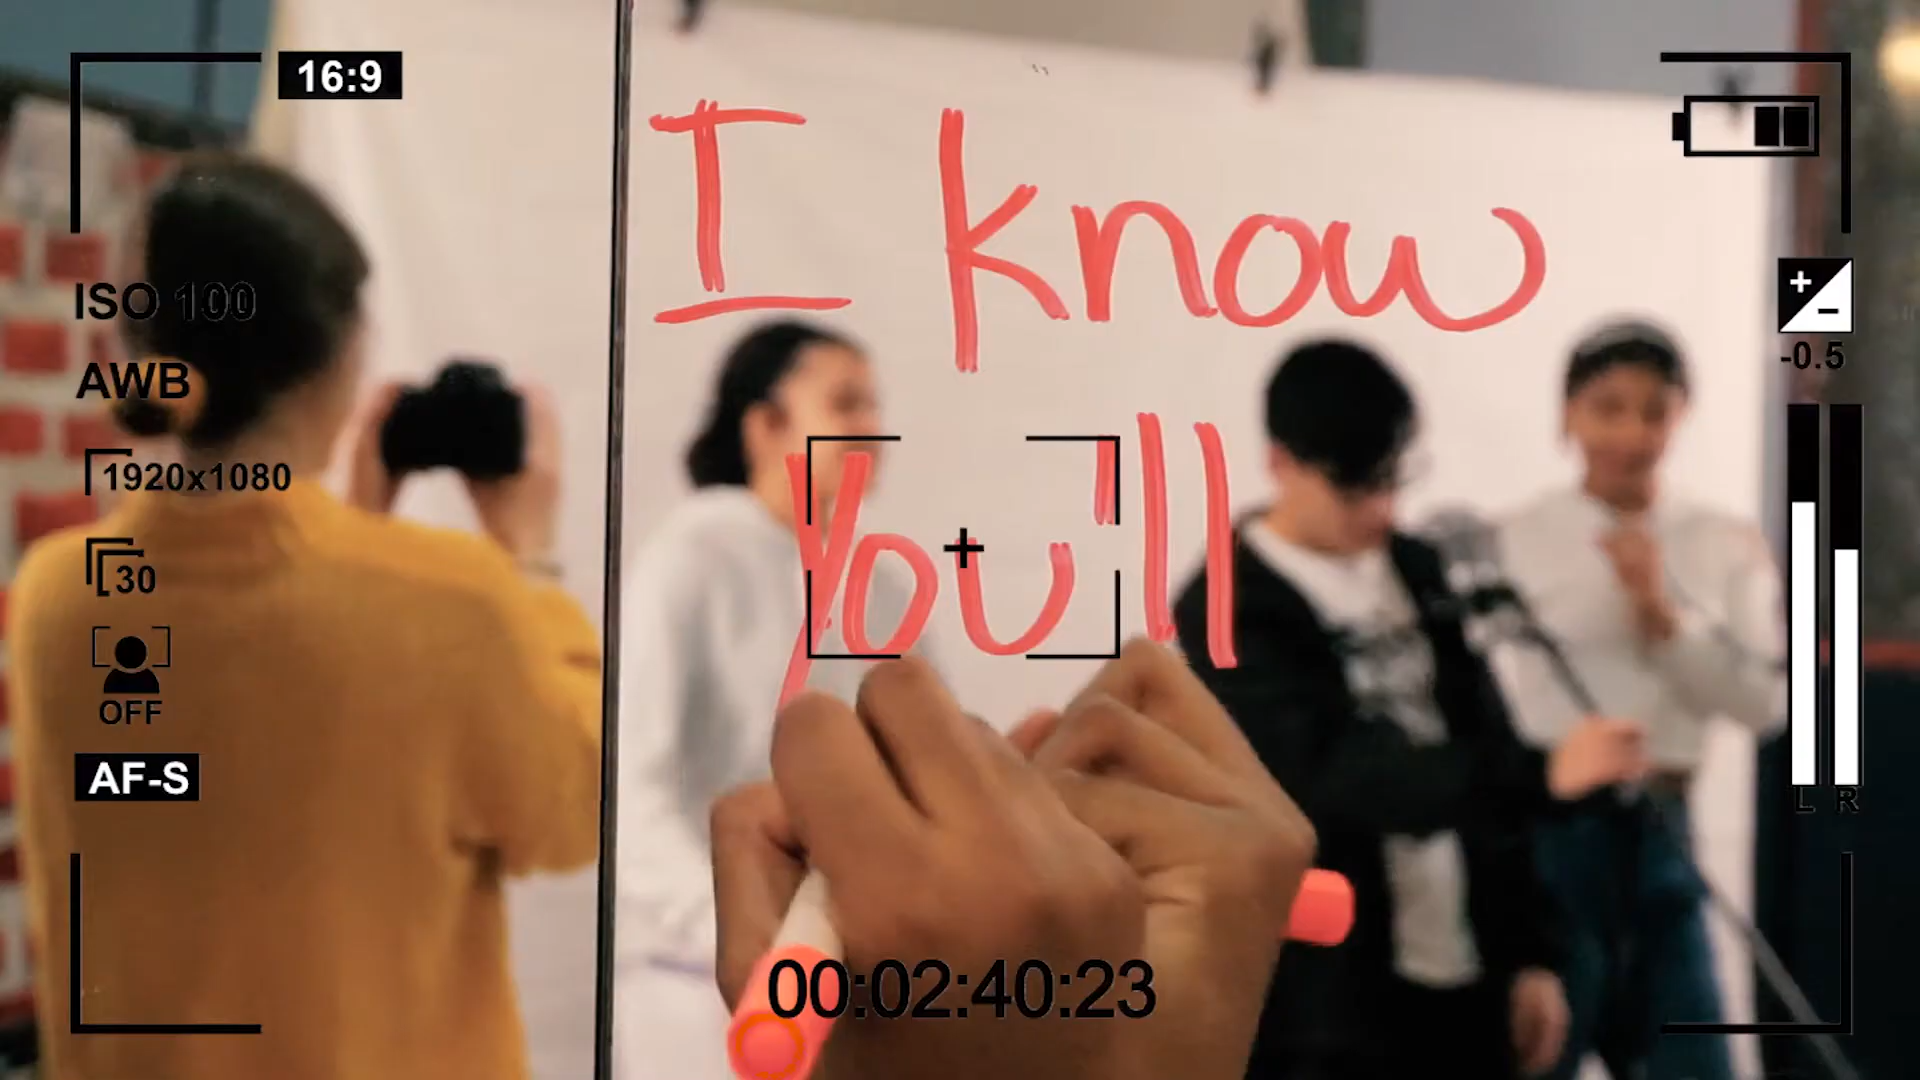 16:9
I know
ISO 100
AWB
-0.5
You'll
1920x1080
30
OFF
AF-S
L R
00:02:40:23